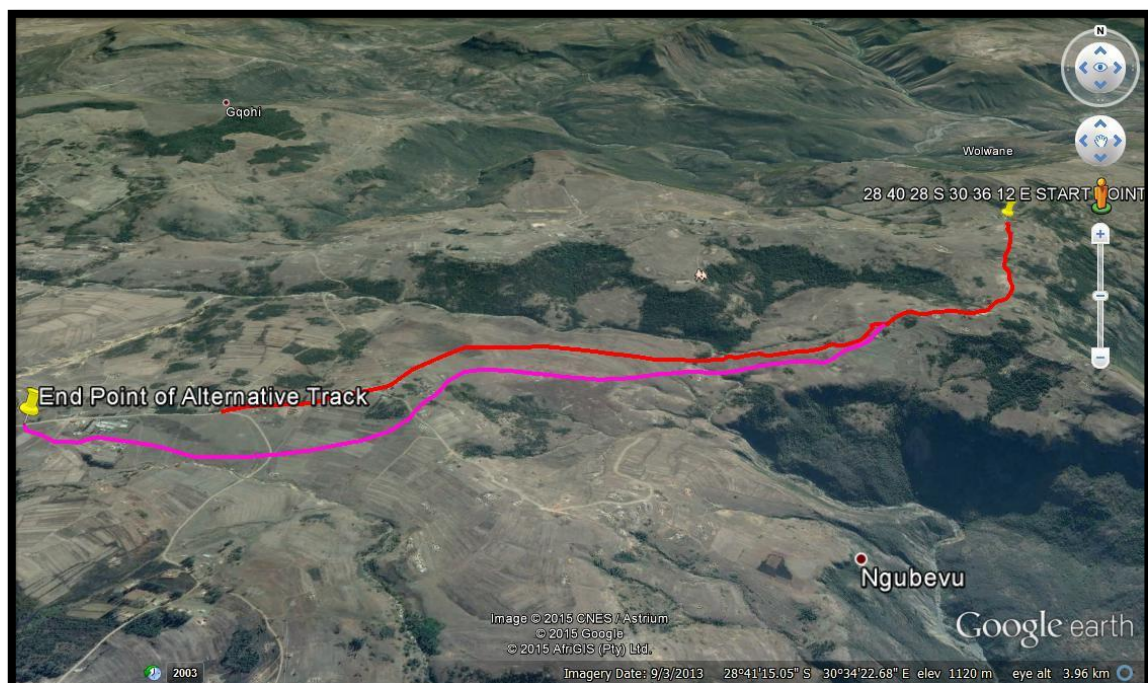 N
Gqohi
Wolwane
28 40 28 S 30 36 12 E START POINT
End Point of Alternative Track
Ngubevu
Image © 2015 CNES / Astrium
© 2015 Google
© 2015 AfriGIS (Pty) Ltd.
Google earth
2003
Imagery Date: 9/3/2013 28°41'15.05" S 30°34'22.68" E elev 1120 m eye alt 3.96 km